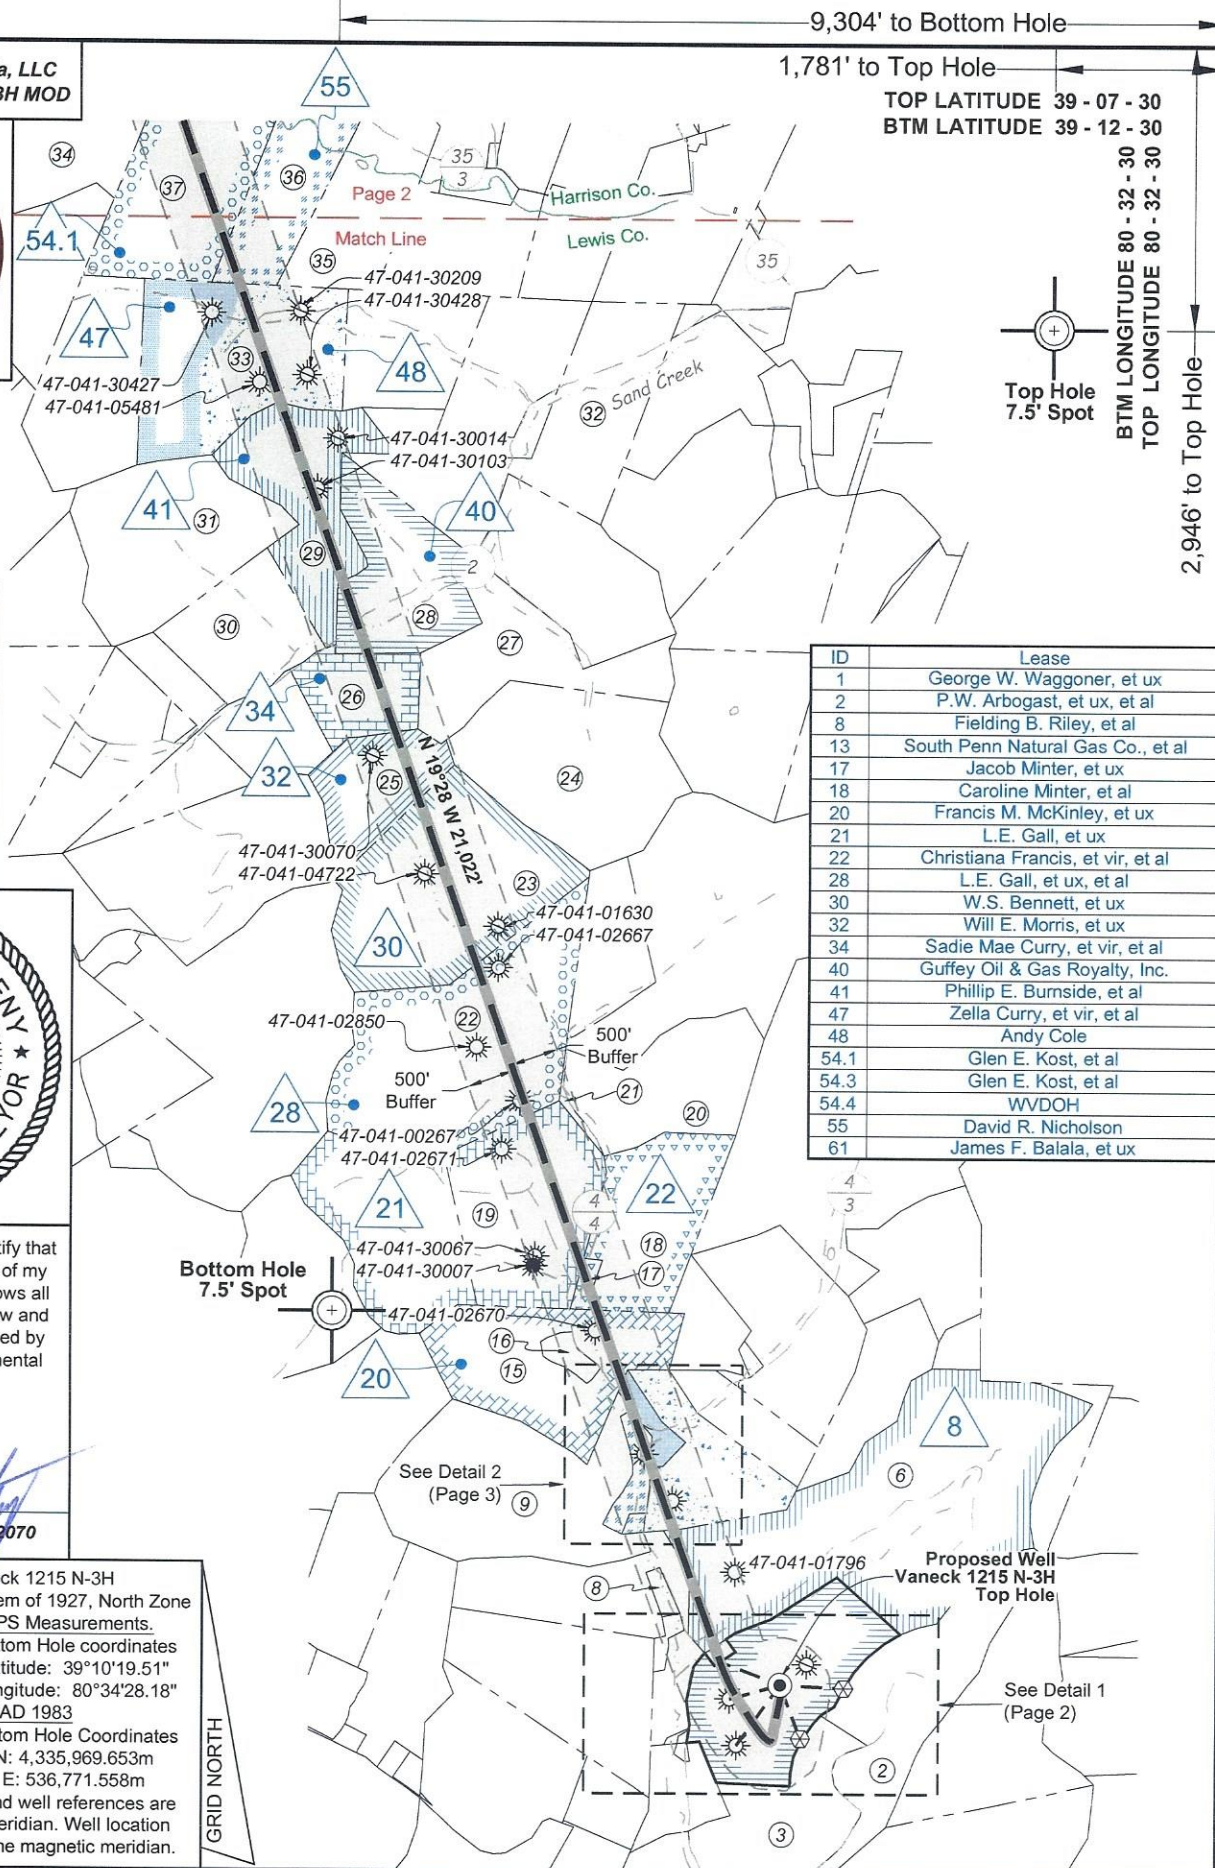 9,304' to Bottom Hole
1,781' to Top Hole
a, LLC
BH MOD
TOP LATITUDE 39 - 07 - 30
BTM LATITUDE 39 - 12 - 30
BTM LONGITUDE 80 - 32 - 30
TOP LONGITUDE 80 - 32 - 30
2,946' to Top Hole
55
34
37
36
35
3
Page 2
Harrison Co.
Match Line
Lewis Co.
54.1
35
35
47-041-30209
47-041-30428
47
33
48
47-041-30427
47-041-05481
32
Sand Creek
Top Hole
7.5' Spot
47-041-30014
47-041-30103
41
31
40
29
2
30
28
27
34
26
32
25
N 19°28 W 21,022'
24
47-041-30070
47-041-04722
23
30
47-041-01630
47-041-02667
47-041-02850
22
500'
Buffer
500'
Buffer
21
28
20
47-041-00267
47-041-02671
21
22
4
4
4
3
19
18
17
47-041-30067
47-041-30007
Bottom Hole
7.5' Spot
47-041-02670
16
15
20
See Detail 2
(Page 3)
9
8
6
47-041-01796
Proposed Well
Vaneck 1215 N-3H
Top Hole
8
See Detail 1
(Page 2)
2
3
ID Lease
1 George W. Waggoner, et ux
2 P.W. Arbogast, et ux, et al
8 Fielding B. Riley, et al
13 South Penn Natural Gas Co., et al
17 Jacob Minter, et ux
18 Caroline Minter, et al
20 Francis M. McKinley, et ux
21 L.E. Gall, et ux
22 Christiana Francis, et vir, et al
28 L.E. Gall, et ux, et al
30 W.S. Bennett, et ux
32 Will E. Morris, et ux
34 Sadie Mae Curry, et vir, et al
40 Guffey Oil & Gas Royalty, Inc.
41 Phillip E. Burnside, et al
47 Zella Curry, et vir, et al
48 Andy Cole
54.1 Glen E. Kost, et al
54.3 Glen E. Kost, et al
54.4 WVDOH
55 David R. Nicholson
61 James F. Balala, et ux
ENY ★
YOR
tify that
of my
ows all
w and
ed by
nental
2070
ck 1215 N-3H
em of 1927, North Zone
PS Measurements.
tom Hole coordinates
titude: 39°10'19.51"
ngitude: 80°34'28.18"
AD 1983
tom Hole Coordinates
N: 4,335,969.653m
E: 536,771.558m
nd well references are
eridian. Well location
he magnetic meridian.
GRID NORTH